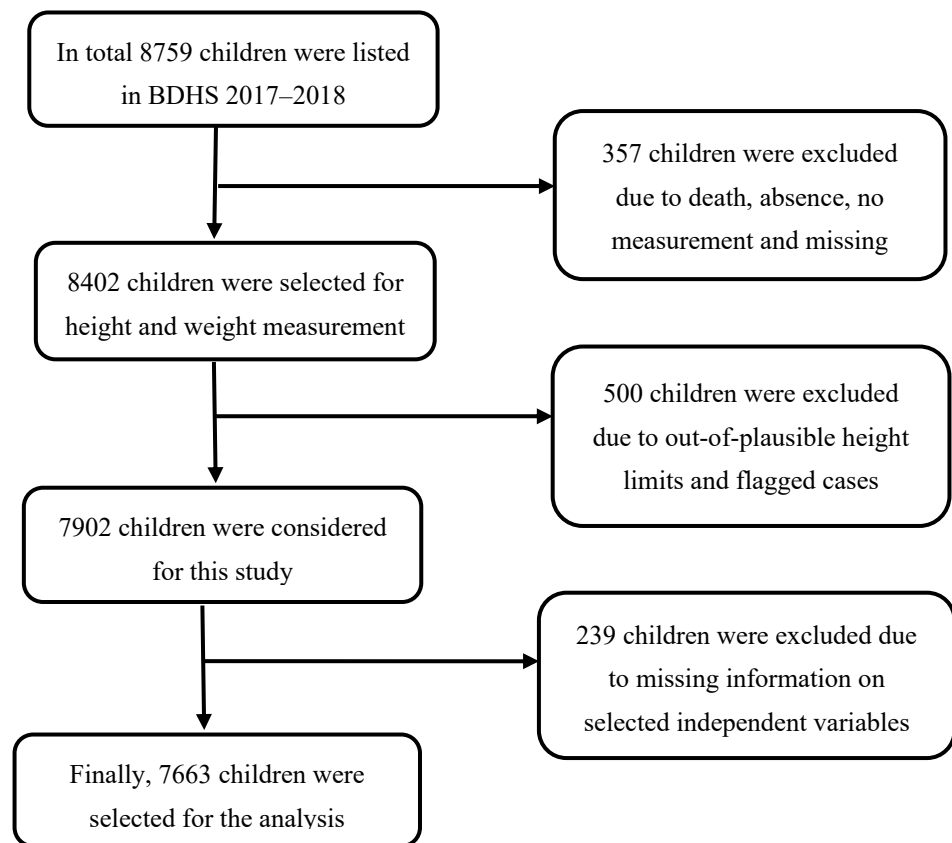 In total 8759 children were listed
in BDHS 2017–2018
357 children were excluded
due to death, absence, no
measurement and missing
8402 children were selected for
height and weight measurement
500 children were excluded
due to out-of-plausible height
limits and flagged cases
7902 children were considered
for this study
239 children were excluded due
to missing information on
selected independent variables
Finally, 7663 children were
selected for the analysis